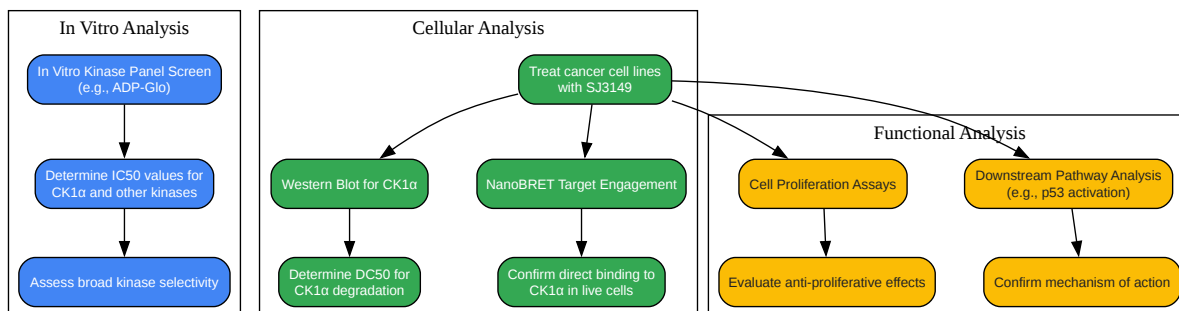 In Vitro Analysis
In Vitro Kinase Panel Screen
(e.g., ADP-Glo)
Determine IC50 values for
CK1α and other kinases
Assess broad kinase selectivity
Cellular Analysis
Treat cancer cell lines
with SJ3149
Western Blot for CK1α
NanoBRET Target Engagement
Determine DC50 for
CK1α degradation
Confirm direct binding to
CK1α in live cells
Functional Analysis
Cell Proliferation Assays
Downstream Pathway Analysis
(e.g., p53 activation)
Evaluate anti-proliferative effects
Confirm mechanism of action